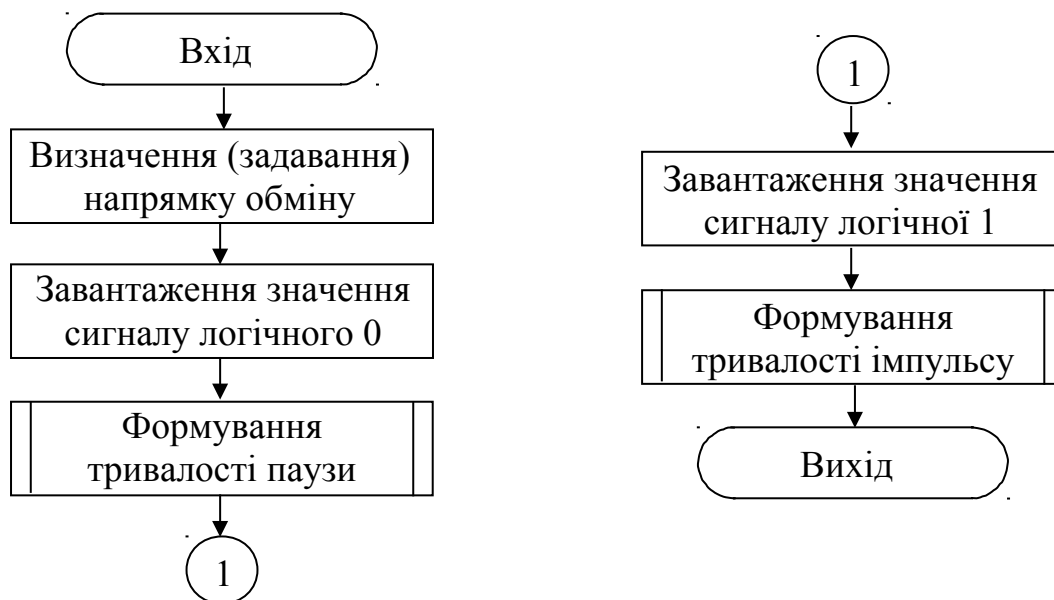 Вхід
Визначення (задавання)
напрямку обміну
Завантаження значення
сигналу логічного 0
Формування
тривалості паузи
1
1
Завантаження значення
сигналу логічної 1
Формування
тривалості імпульсу
Вихід